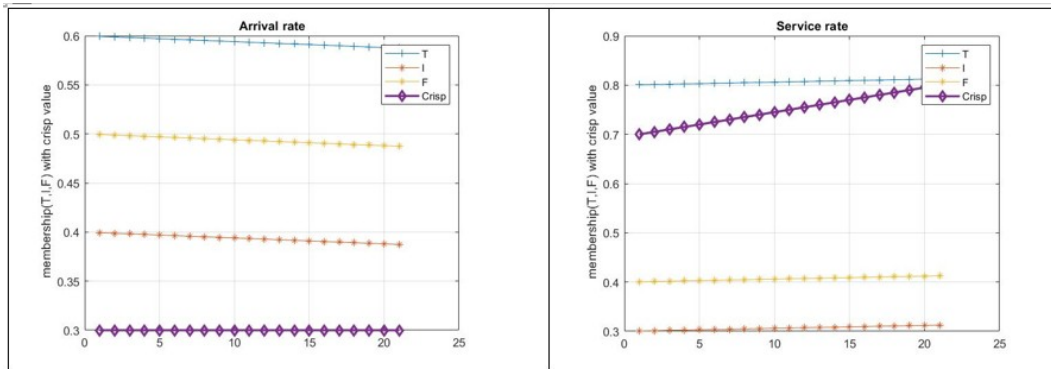 Arrival rate
0.6
0.55
0.5
0.45
0.4
0.35
0.3
0
5
10
15
20
25
membership(T,I,F) with crisp value
T
I
F
Crisp
Service rate
0.9
0.8
0.7
0.6
0.5
0.4
0.3
0
5
10
15
20
25
membership(T,I,F) with crisp value
T
I
F
Crisp